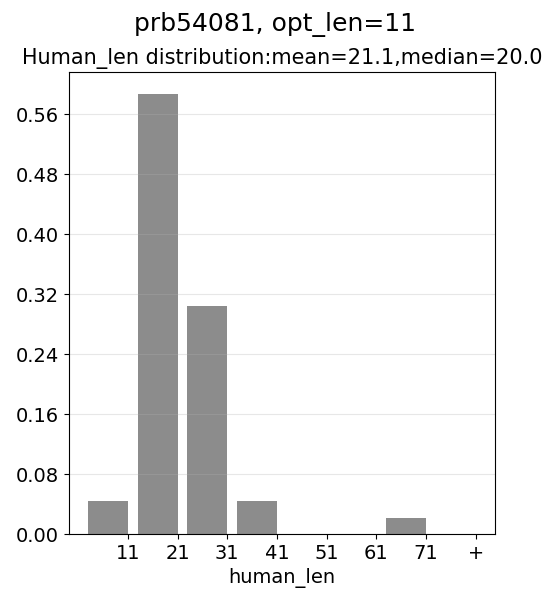 prb54081, opt_len=11
Human_len distribution:mean=21.1,median=20.0
0.56
0.48
0.40
0.32
0.24
0.16
0.08
0.00
11 21 31 41 51 61 71 +
human_len